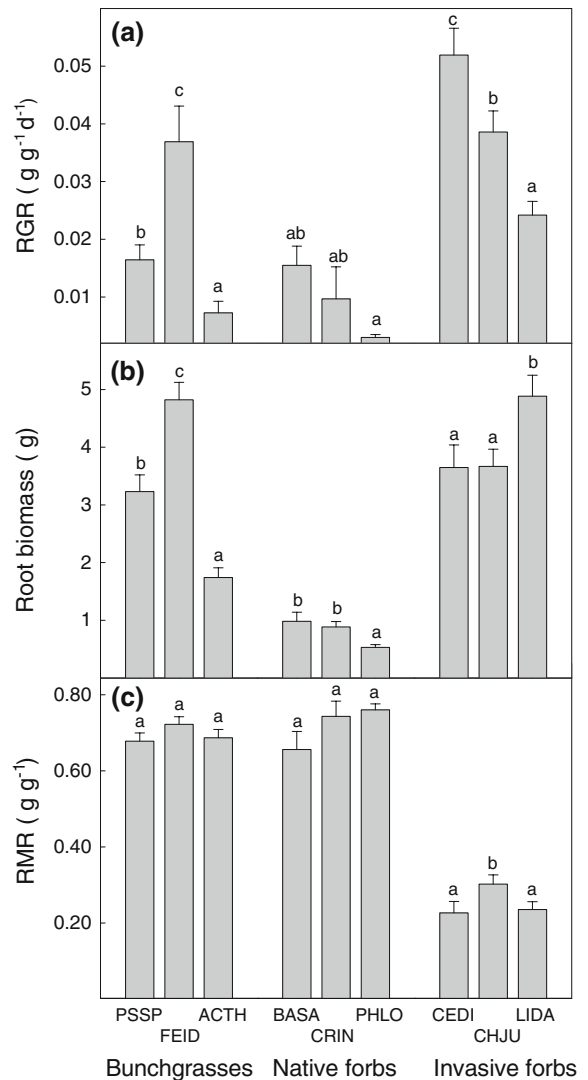 (a)
RGR ( g g-1 d-1)
0.05
0.04
0.03
0.02
0.01
b
c
a
ab
ab
a
c
b
a
(b)
Root biomass ( g)
5
4
3
2
1
b
c
a
b
b
a
a
a
b
(c)
RMR ( g g-1)
0.80
0.60
0.40
0.20
a
a
a
a
a
a
a
b
a
PSSP ACTH BASA PHLO CEDI LIDA
FEID CRIN CHJU
Bunchgrasses Native forbs Invasive forbs